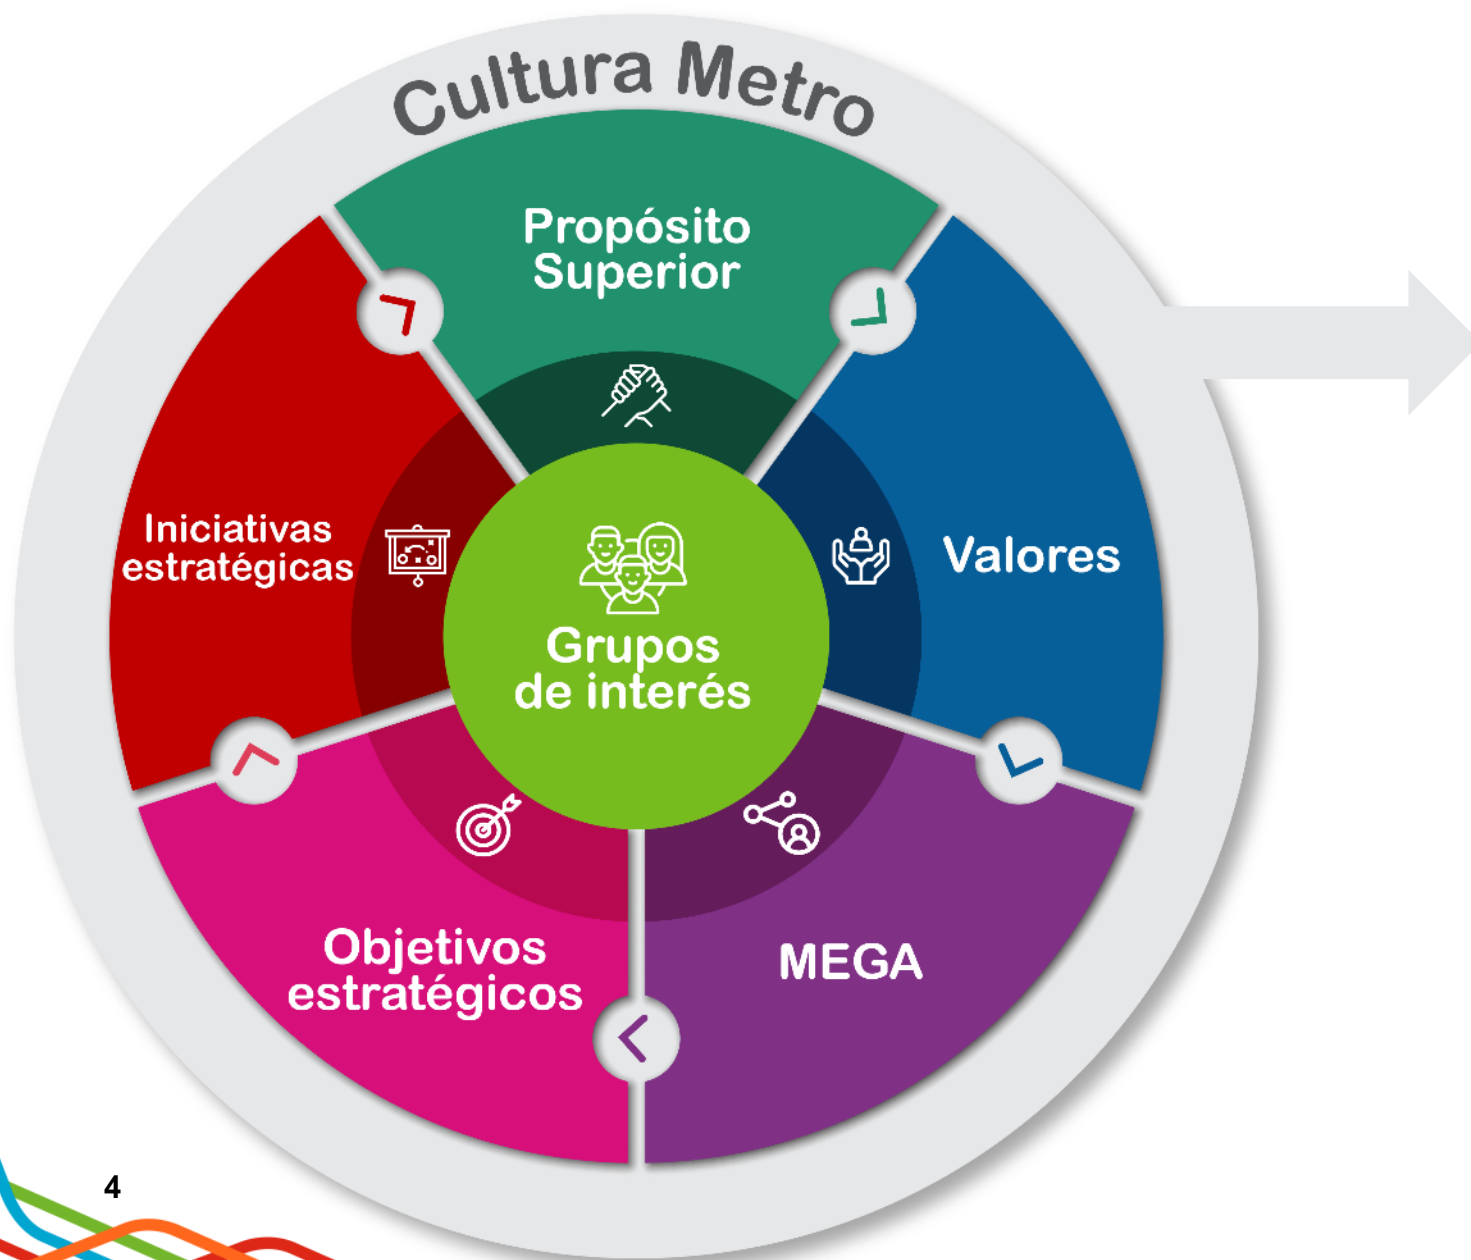 Cultura Metro
Propósito
Superior
Iniciativas
estratégicas
Valores
Grupos
de interés
Objetivos
estratégicos
MEGA
4